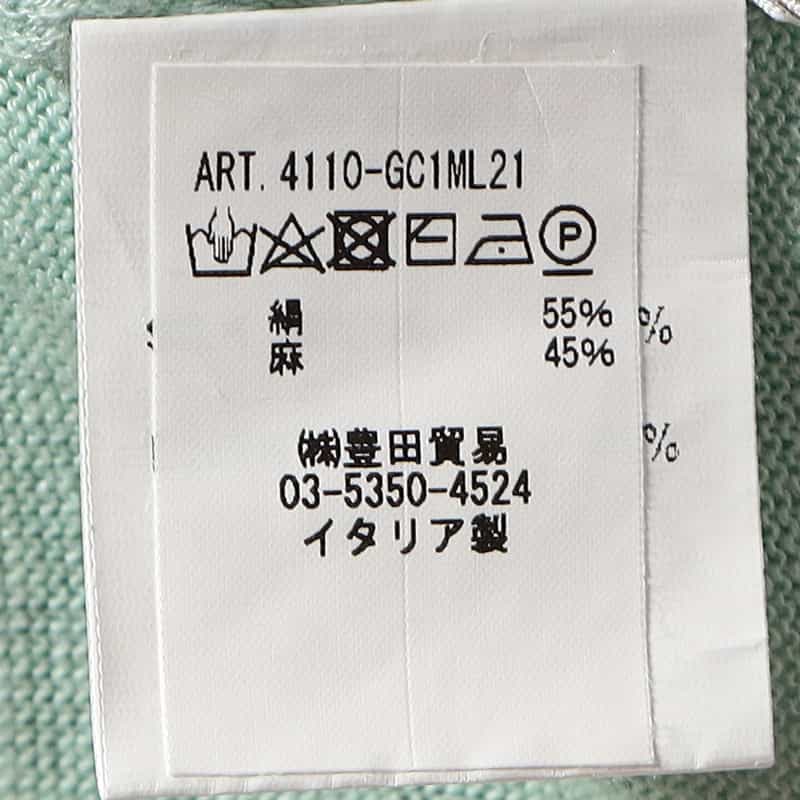 ART. 4110-GC1ML21
P
絹 55% %
麻 45%
%
㈱豊田貿易
03-5350-4524
イタリア製